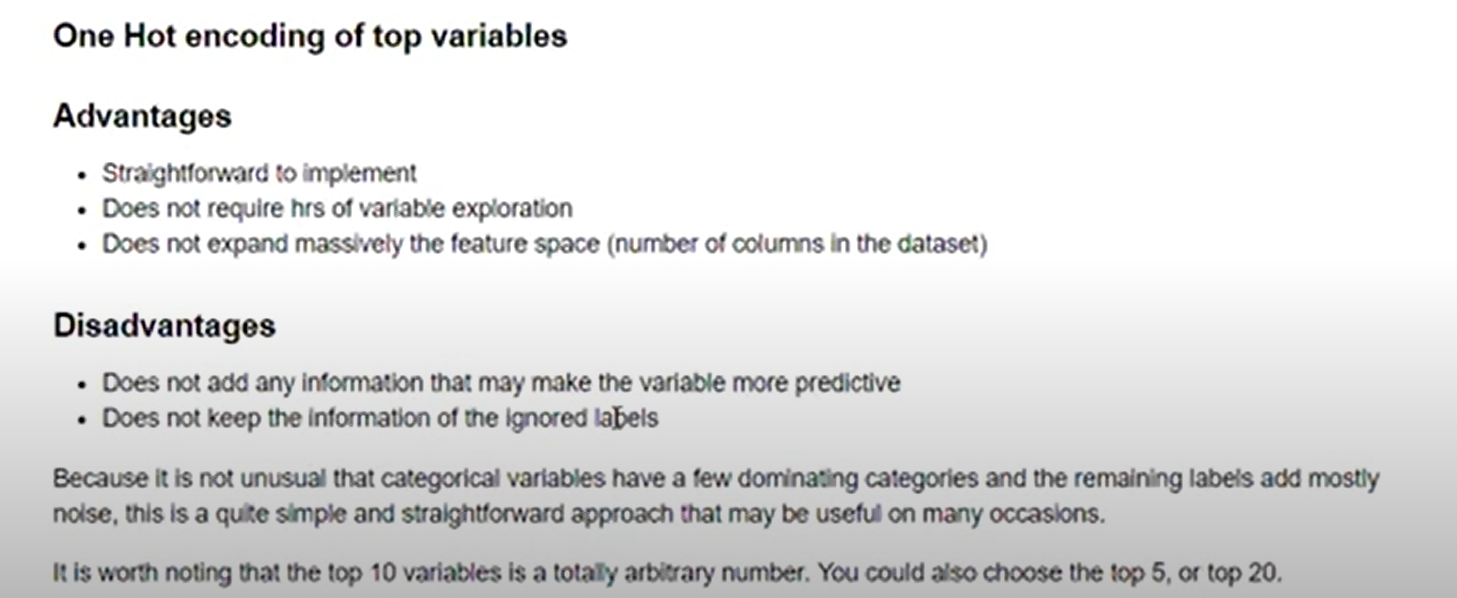 One Hot encoding of top variables
Advantages
Straightforward to implement
Does not require hrs of variable exploration
Does not expand massively the feature space (number of columns in the dataset)
Disadvantages
Does not add any information that may make the variable more predictive
Does not keep the information of the ignored labels
Because it is not unusual that categorical variables have a few dominating categories and the remaining labels add mostly
noise, this is a quite simple and straightforward approach that may be useful on many occasions.
It is worth noting that the top 10 variables is a totally arbitrary number. You could also choose the top 5, or top 20.